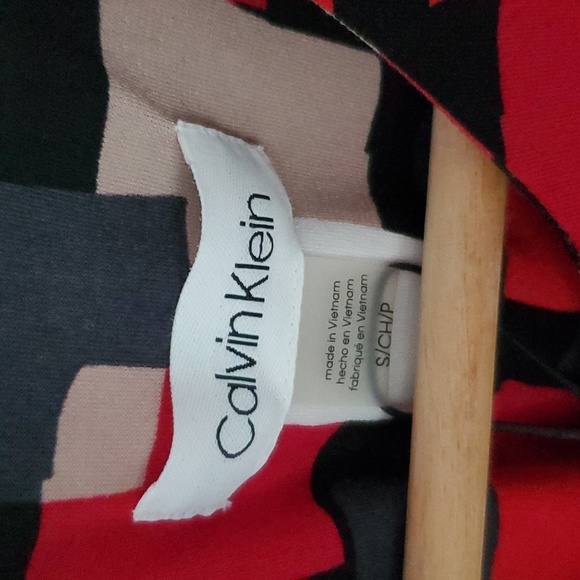 Calvin Klein
made in Vietnam
hecho en Vietnam
fabriqué en Vietnam
S/CH/P